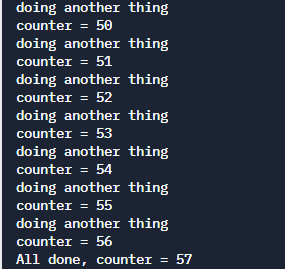 doing another thing
counter = 50
doing another thing
counter = 51
doing another thing
counter = 52
doing another thing
counter = 53
doing another thing
counter = 54
doing another thing
counter = 55
doing another thing
counter = 56
All done, counter = 57